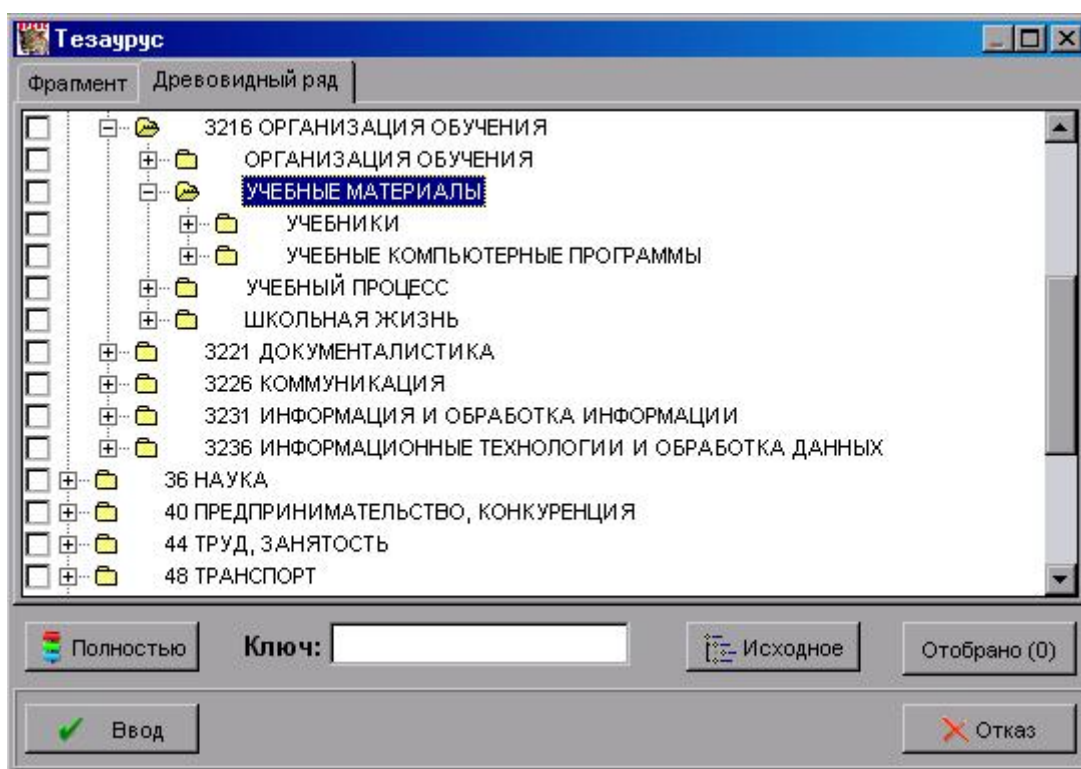 Тезаурус
Фрагмент Древовидный ряд
3216 ОРГАНИЗАЦИЯ ОБУЧЕНИЯ
ОРГАНИЗАЦИЯ ОБУЧЕНИЯ
УЧЕБНЫЕ МАТЕРИАЛЫ
УЧЕБНИКИ
УЧЕБНЫЕ КОМПЬЮТЕРНЫЕ ПРОГРАММЫ
УЧЕБНЫЙ ПРОЦЕСС
ШКОЛЬНАЯ ЖИЗНЬ
3221 ДОКУМЕНТАЛИСТИКА
3226 КОММУНИКАЦИЯ
3231 ИНФОРМАЦИЯ И ОБРАБОТКА ИНФОРМАЦИИ
3236 ИНФОРМАЦИОННЫЕ ТЕХНОЛОГИИ И ОБРАБОТКА ДАННЫХ
36 НАУКА
40 ПРЕДПРИНИМАТЕЛЬСТВО, КОНКУРЕНЦИЯ
44 ТРУД, ЗАНЯТОСТЬ
48 ТРАНСПОРТ
Полностью Ключ: Исходное Отобрано (0)
Ввод Отказ